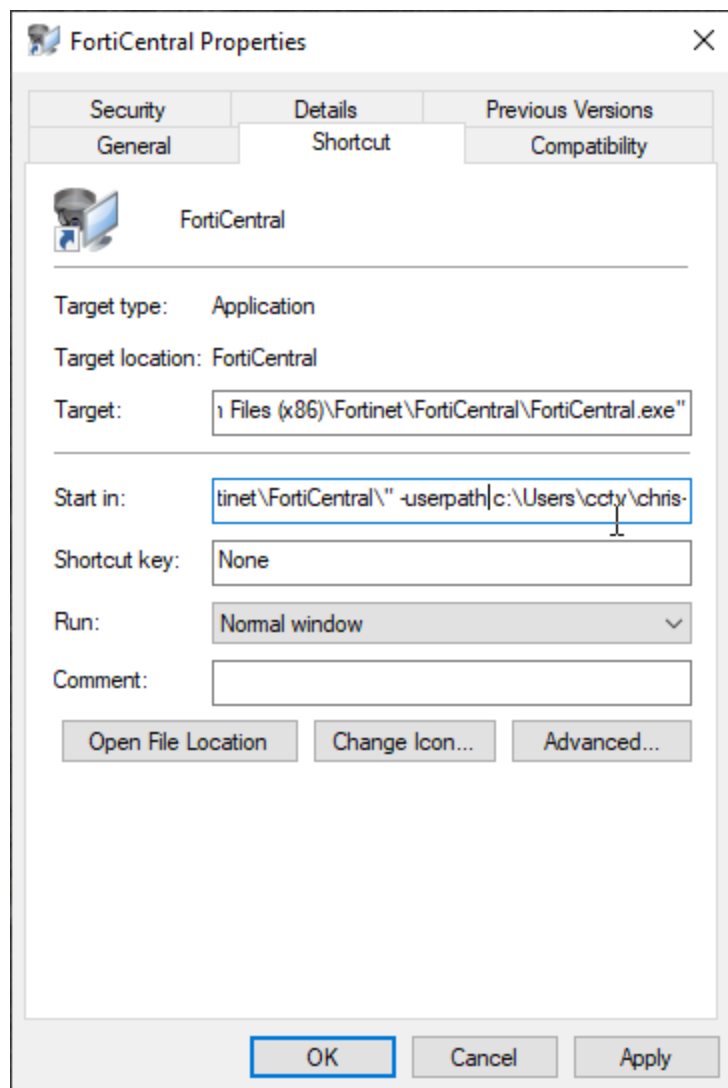 FortiCentral Properties
Security Details Previous Versions
General Shortcut Compatibility
FortiCentral
Target type: Application
Target location: FortiCentral
Target: n Files (x86)\Fortinet\FortiCentral\FortiCentral.exe"
Start in: tinet\FortiCentral\" -userpath c:\Users\cctv\chris-
Shortcut key: None
Run: Normal window
Comment:
Open File Location Change Icon... Advanced...
OK Cancel Apply